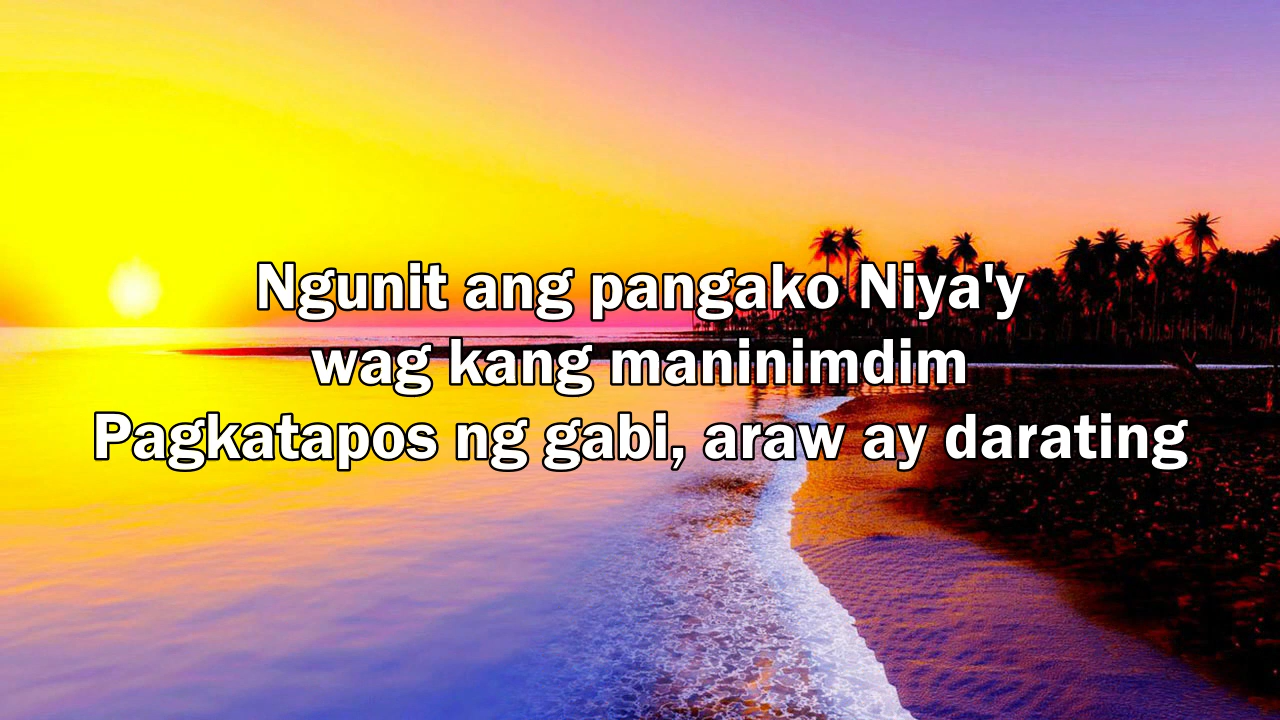 Ngunit ang pangako Niya'y
wag kang maninimdim
Pagkatapos ng gabi, araw ay darating